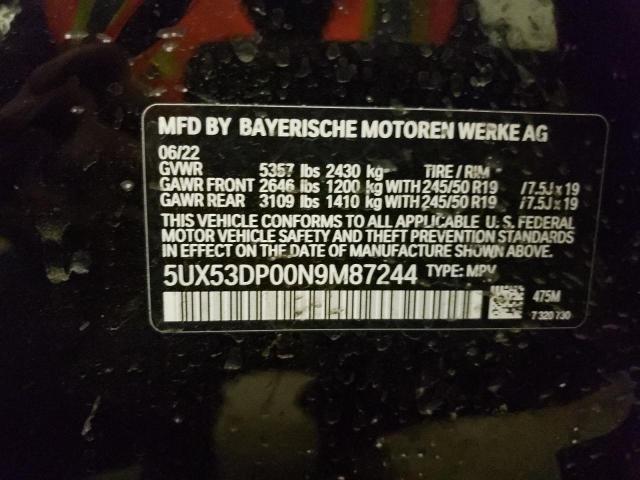 MFD BY BAYERISCHE MOTOREN WERKE AG
06/22
GVWR 5357 lbs 2430 kg- TIRE / RIM -
GAWR FRONT 2646 lbs 1200 kg WITH 245/50 R19 /7.5J x 19
GAWR REAR 3109 lbs 1410 kg WITH 245/50 R19 /7.5J x 19
THIS VEHICLE CONFORMS TO ALL APPLICABLE U. S. FEDERAL
MOTOR VEHICLE SAFETY AND THEFT PREVENTION STANDARDS
IN EFFECT ON THE DATE OF MANUFACTURE SHOWN ABOVE.
5UX53DP00N9M87244 TYPE: MPV
475M
7 320 730